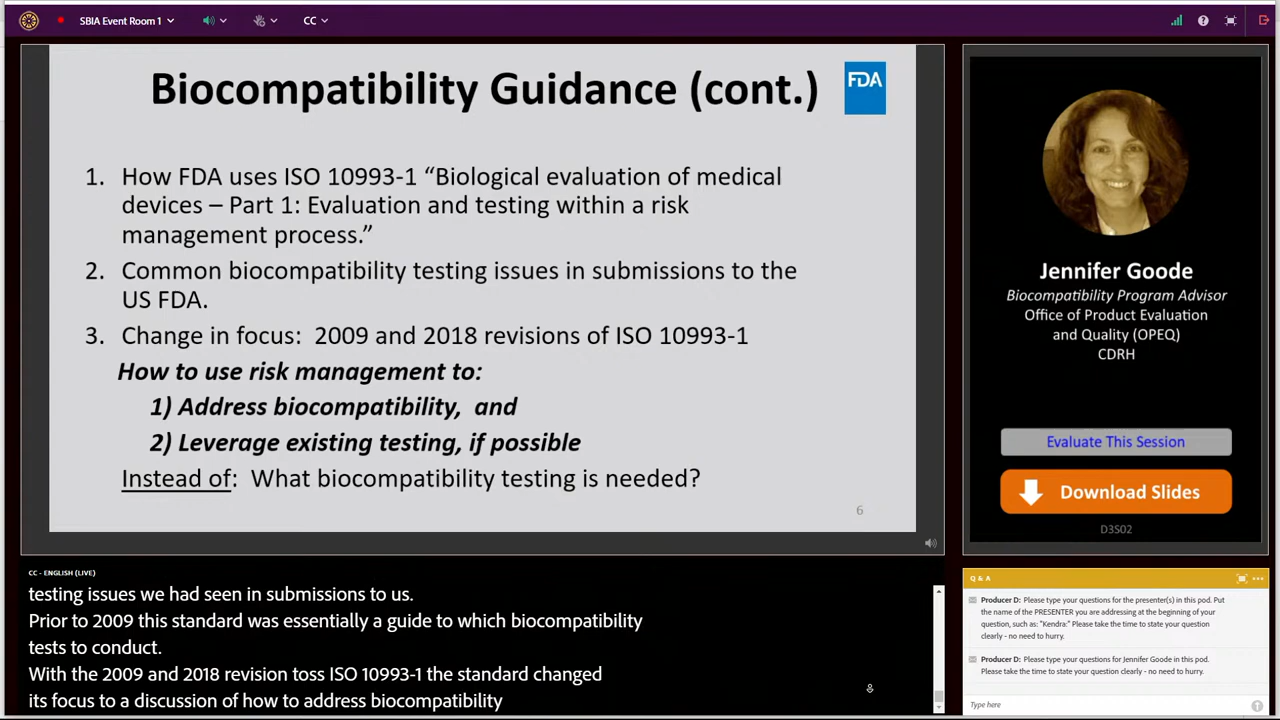 SBIA Event Room 1
CC
Biocompatibility Guidance (cont.)
FDA
1. How FDA uses ISO 10993-1 “Biological evaluation of medical
devices – Part 1: Evaluation and testing within a risk
management process.”
2. Common biocompatibility testing issues in submissions to the
US FDA.
3. Change in focus: 2009 and 2018 revisions of ISO 10993-1
How to use risk management to:
1) Address biocompatibility, and
2) Leverage existing testing, if possible
Instead of: What biocompatibility testing is needed?
6
Jennifer Goode
Biocompatibility Program Advisor
Office of Product Evaluation
and Quality (OPEQ)
CDRH
Evaluate This Session
Download Slides
D3S02
CC - ENGLISH (LIVE)
testing issues we had seen in submissions to us.
Prior to 2009 this standard was essentially a guide to which biocompatibility
tests to conduct.
With the 2009 and 2018 revision toss ISO 10993-1 the standard changed
its focus to a discussion of how to address biocompatibility
Q & A
Producer D: Please type your questions for the presenter(s) in this pod. Put
the name of the PRESENTER you are addressing at the beginning of your
question, such as: "Kendra:" Please take the time to state your question
clearly - no need to hurry.
Producer D: Please type your questions for Jennifer Goode in this pod.
Please take the time to state your question clearly - no need to hurry.
Type here